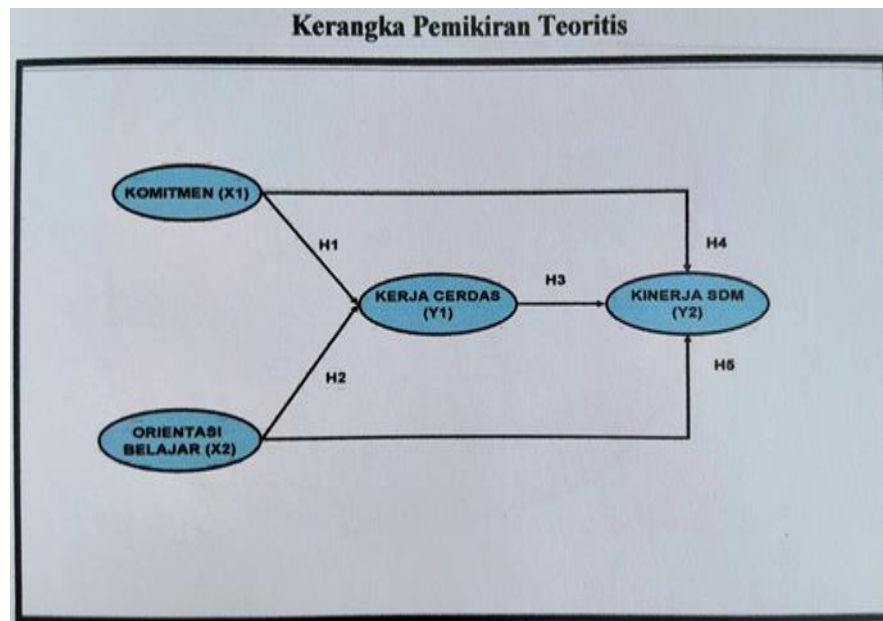 Kerangka Pemikiran Teoritis
KOMITMEN (X1)
H1
H4
KERJA CERDAS
(Y1)
H3
KINERJA SDM
(Y2)
H2
H5
ORIENTASI
BELAJAR (X2)